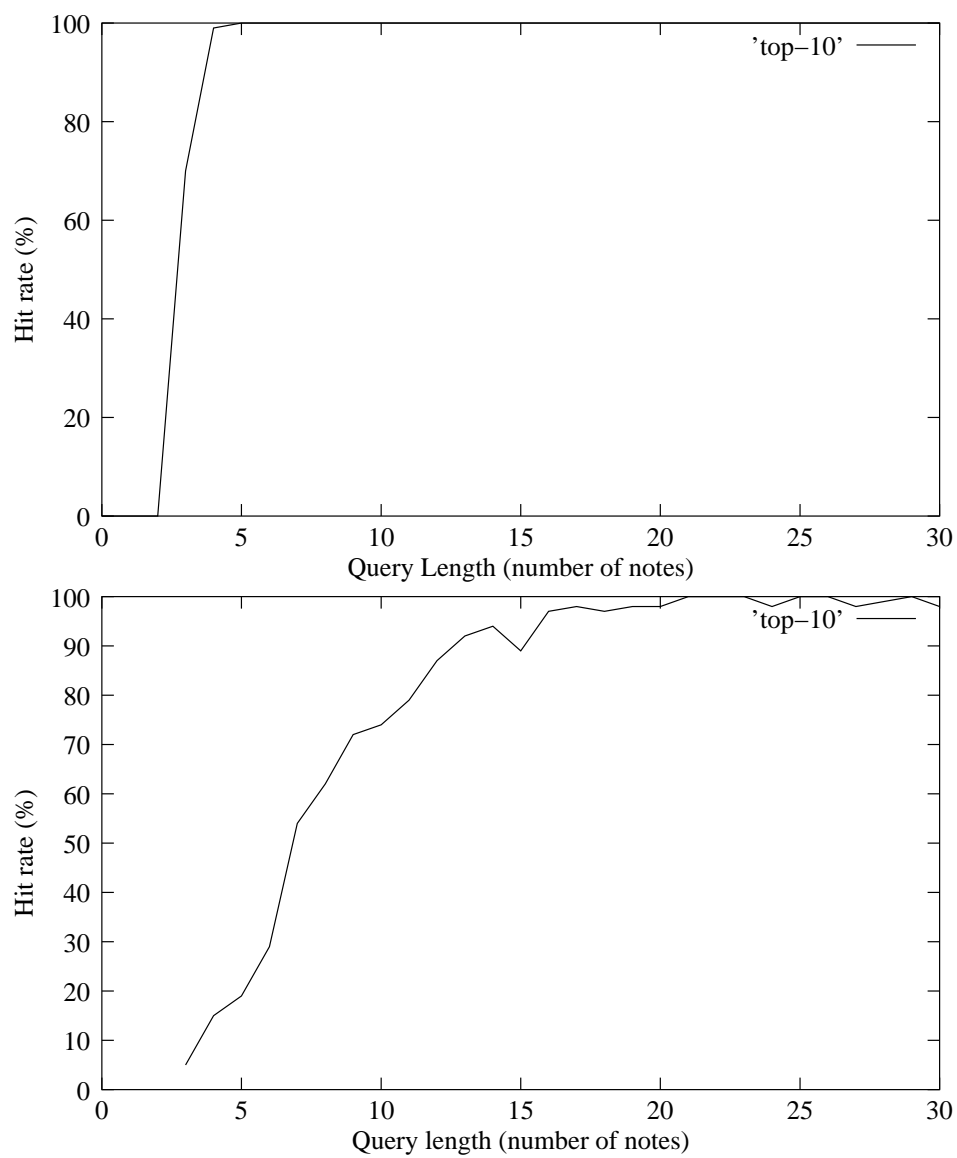 100
’top−10’
80
60
Hit rate (%)
40
20
0
0 5 10 15 20 25 30
Query Length (number of notes)
100
’top−10’
90
80
70
60
Hit rate (%)
50
40
30
20
10
0
0 5 10 15 20 25 30
Query length (number of notes)